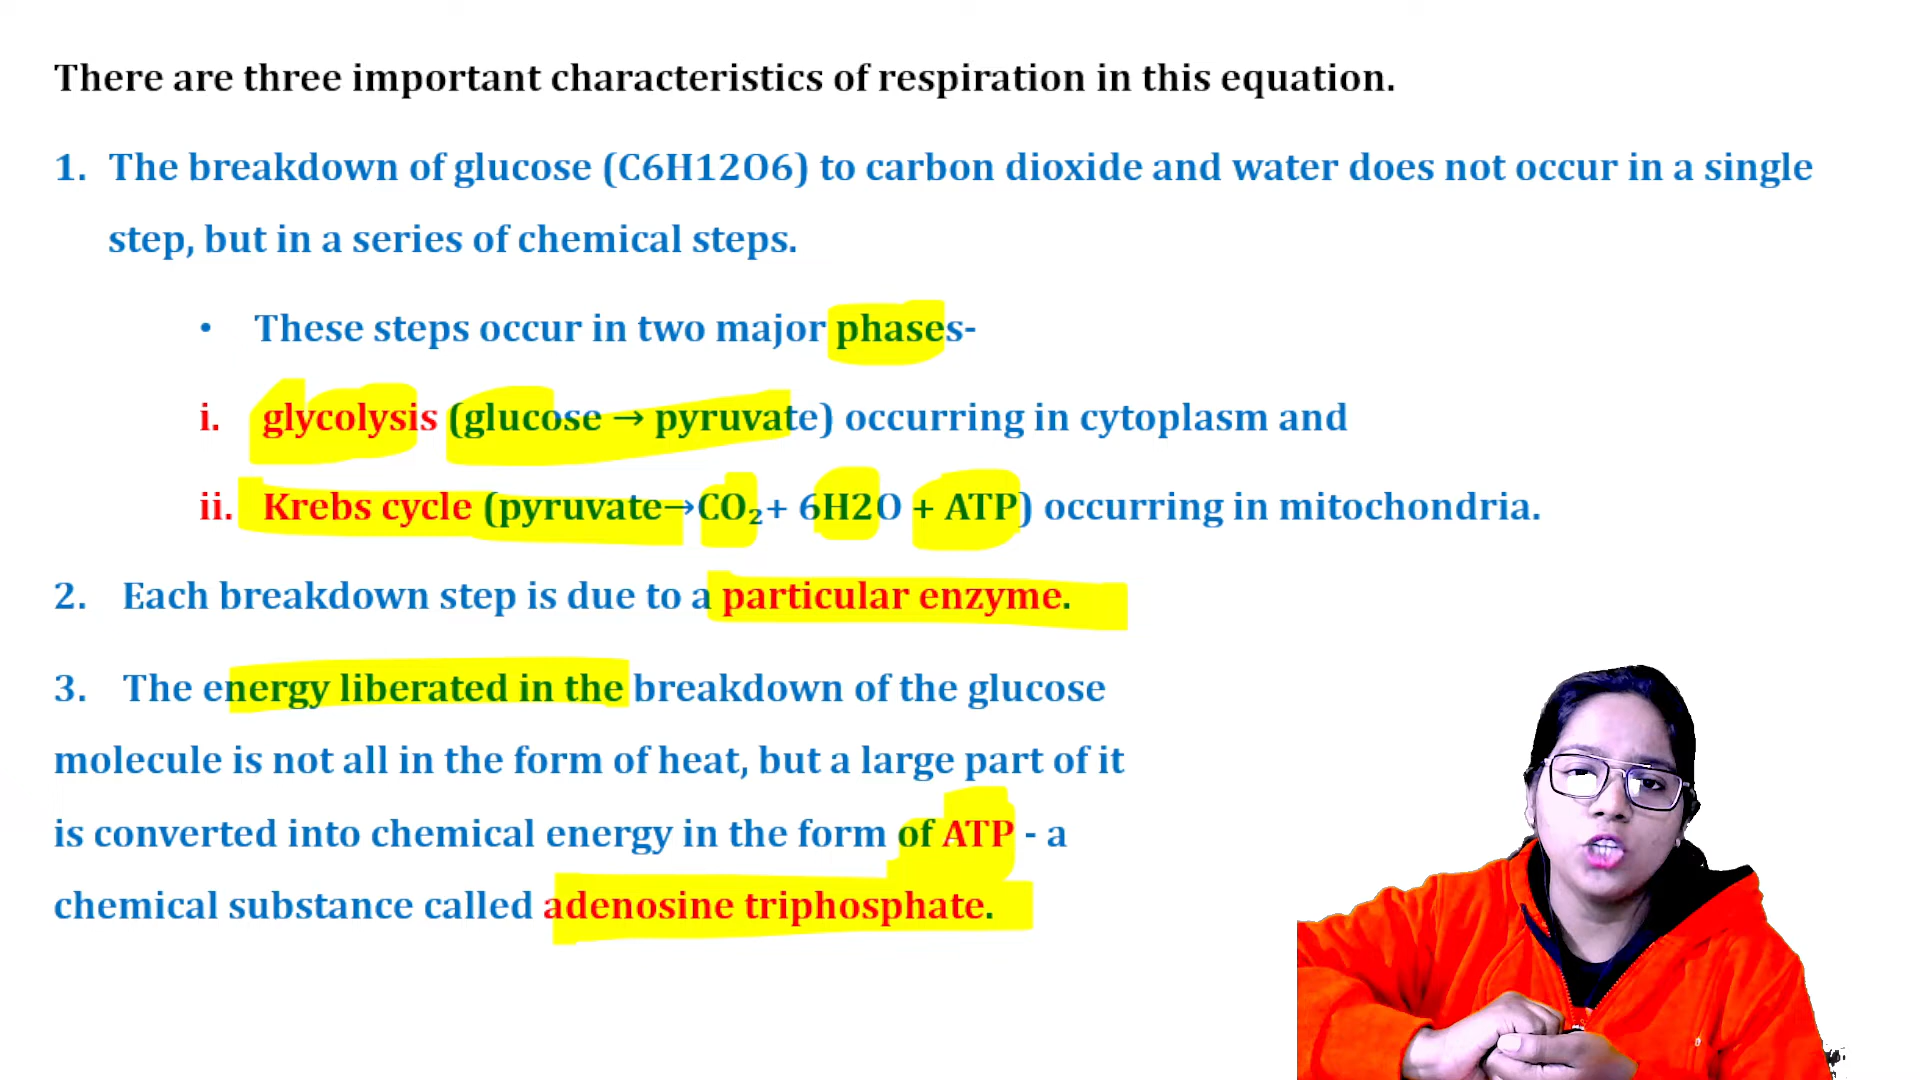 There are three important characteristics of respiration in this equation.
1. The breakdown of glucose (C6H12O6) to carbon dioxide and water does not occur in a single
step, but in a series of chemical steps.
• These steps occur in two major phases-
i. glycolysis (glucose → pyruvate) occurring in cytoplasm and
ii. Krebs cycle (pyruvate→CO₂+ 6H2O + ATP) occurring in mitochondria.
2. Each breakdown step is due to a particular enzyme.
3. The energy liberated in the breakdown of the glucose
molecule is not all in the form of heat, but a large part of it
is converted into chemical energy in the form of ATP - a
chemical substance called adenosine triphosphate.